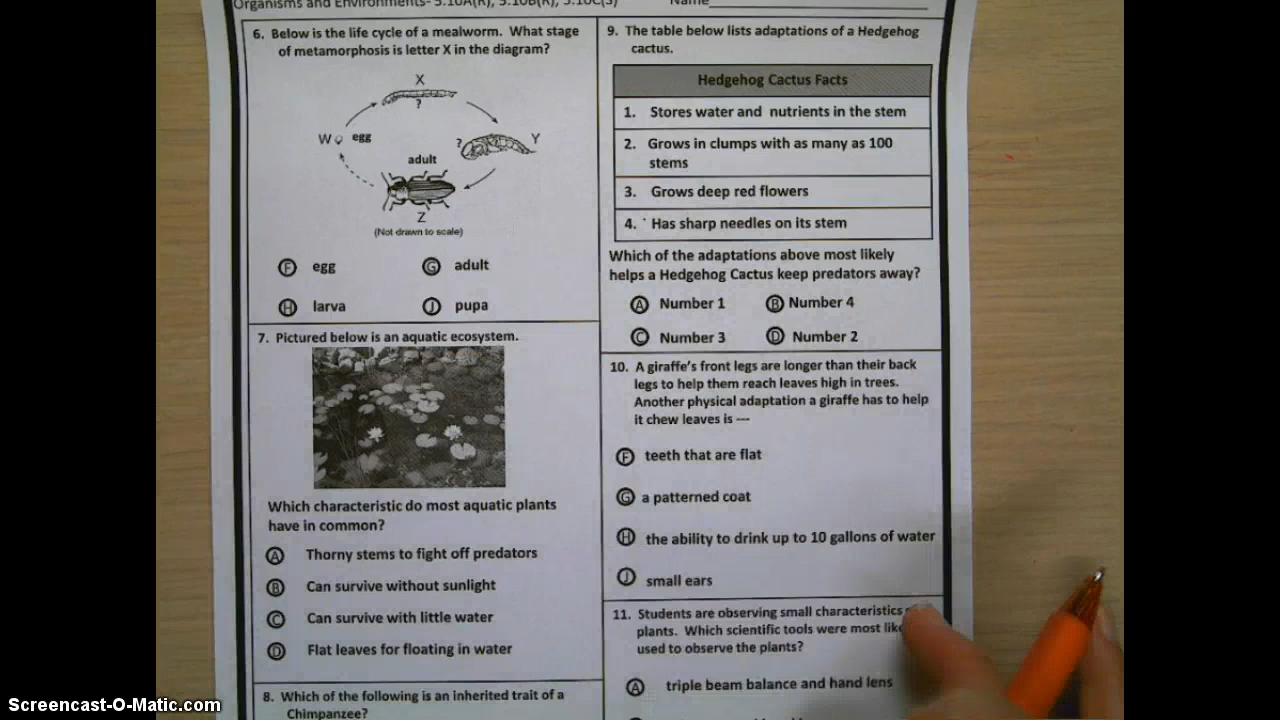 Organisms and Environments- 5.10A(R), 5.10B(R), 5.10C(S) Name
6. Below is the life cycle of a mealworm. What stage
of metamorphosis is letter X in the diagram?
X
?
W egg
? Y
adult
Z
(Not drawn to scale)
F egg G adult
H larva J pupa
7. Pictured below is an aquatic ecosystem.
Which characteristic do most aquatic plants
have in common?
A Thorny stems to fight off predators
B Can survive without sunlight
C Can survive with little water
D Flat leaves for floating in water
8. Which of the following is an inherited trait of a
Chimpanzee?
9. The table below lists adaptations of a Hedgehog
cactus.
Hedgehog Cactus Facts
1. Stores water and nutrients in the stem
2. Grows in clumps with as many as 100
stems
3. Grows deep red flowers
4. Has sharp needles on its stem
Which of the adaptations above most likely
helps a Hedgehog Cactus keep predators away?
A Number 1 B Number 4
C Number 3 D Number 2
10. A giraffe's front legs are longer than their back
legs to help them reach leaves high in trees.
Another physical adaptation a giraffe has to help
it chew leaves is ---
F teeth that are flat
G a patterned coat
H the ability to drink up to 10 gallons of water
J small ears
11. Students are observing small characteristics
plants. Which scientific tools were most
used to observe the plants?
A triple beam balance and hand lens
Screencast-O-Matic.com